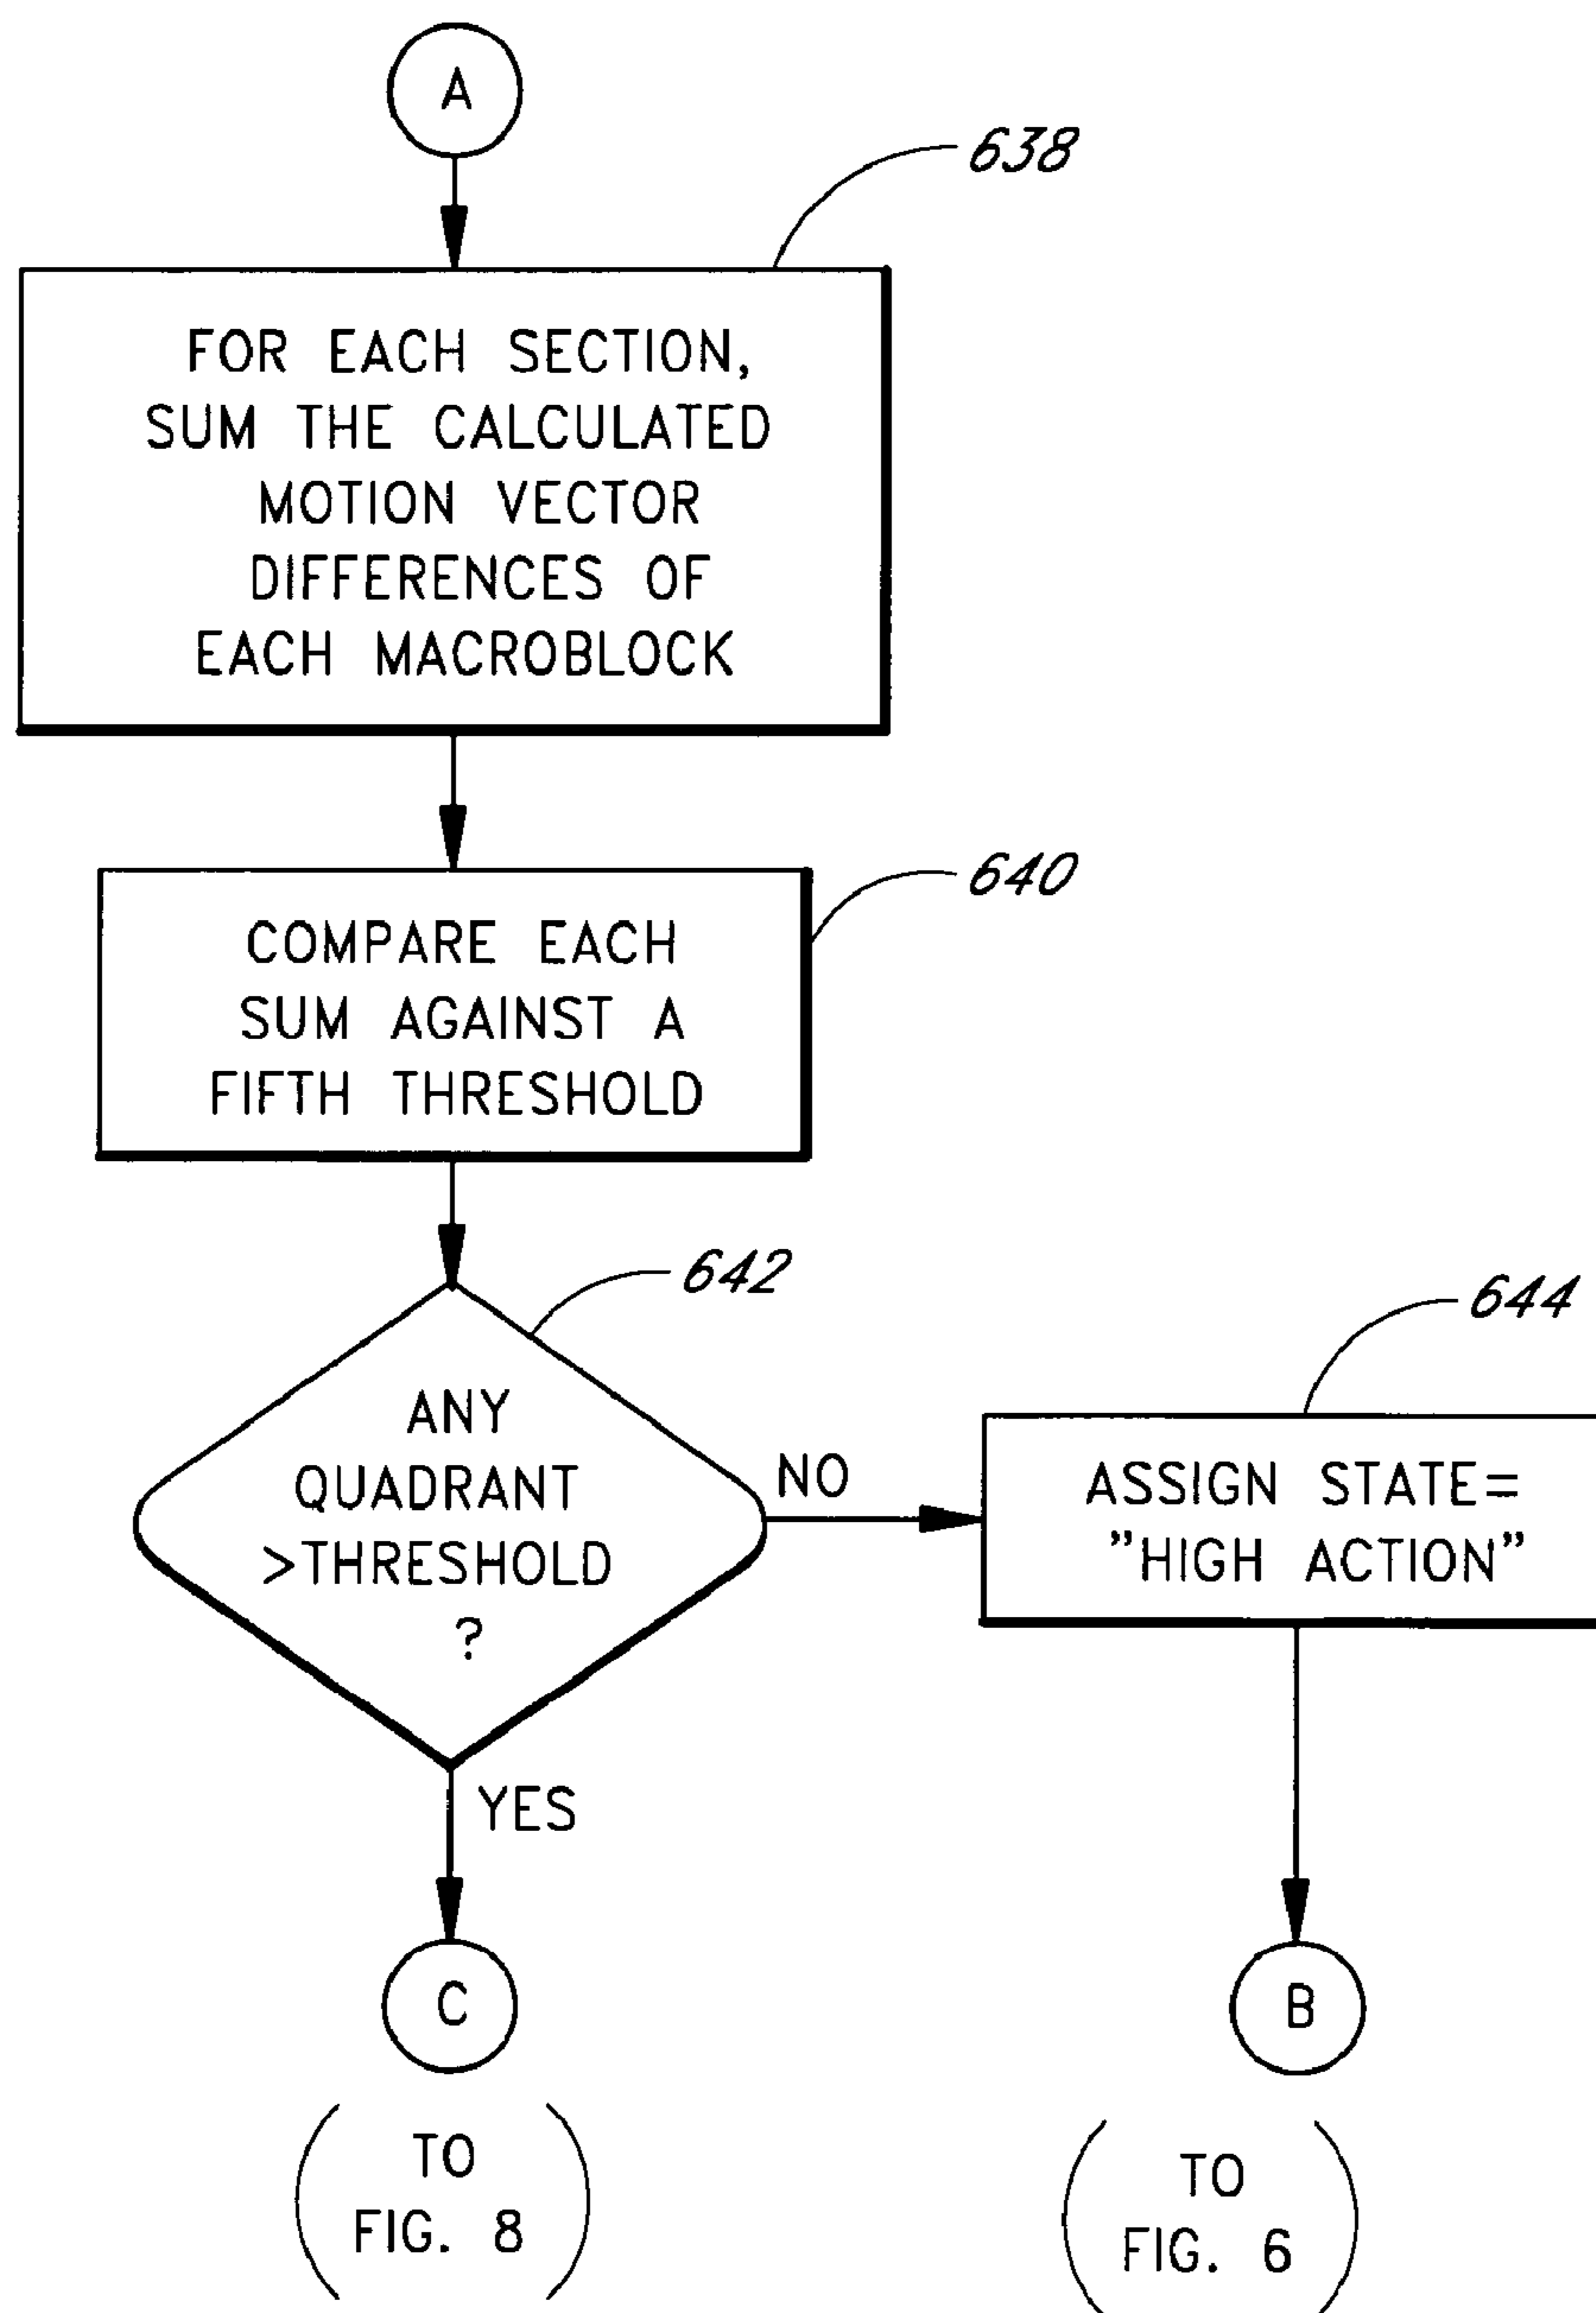 A
638
FOR EACH SECTION,
SUM THE CALCULATED
MOTION VECTOR
DIFFERENCES OF
EACH MACROBLOCK
640
COMPARE EACH
SUM AGAINST A
FIFTH THRESHOLD
642
ANY
QUADRANT
>THRESHOLD
?
NO
644
ASSIGN STATE=
"HIGH ACTION"
YES
C
B
TO
FIG. 8
TO
FIG. 6